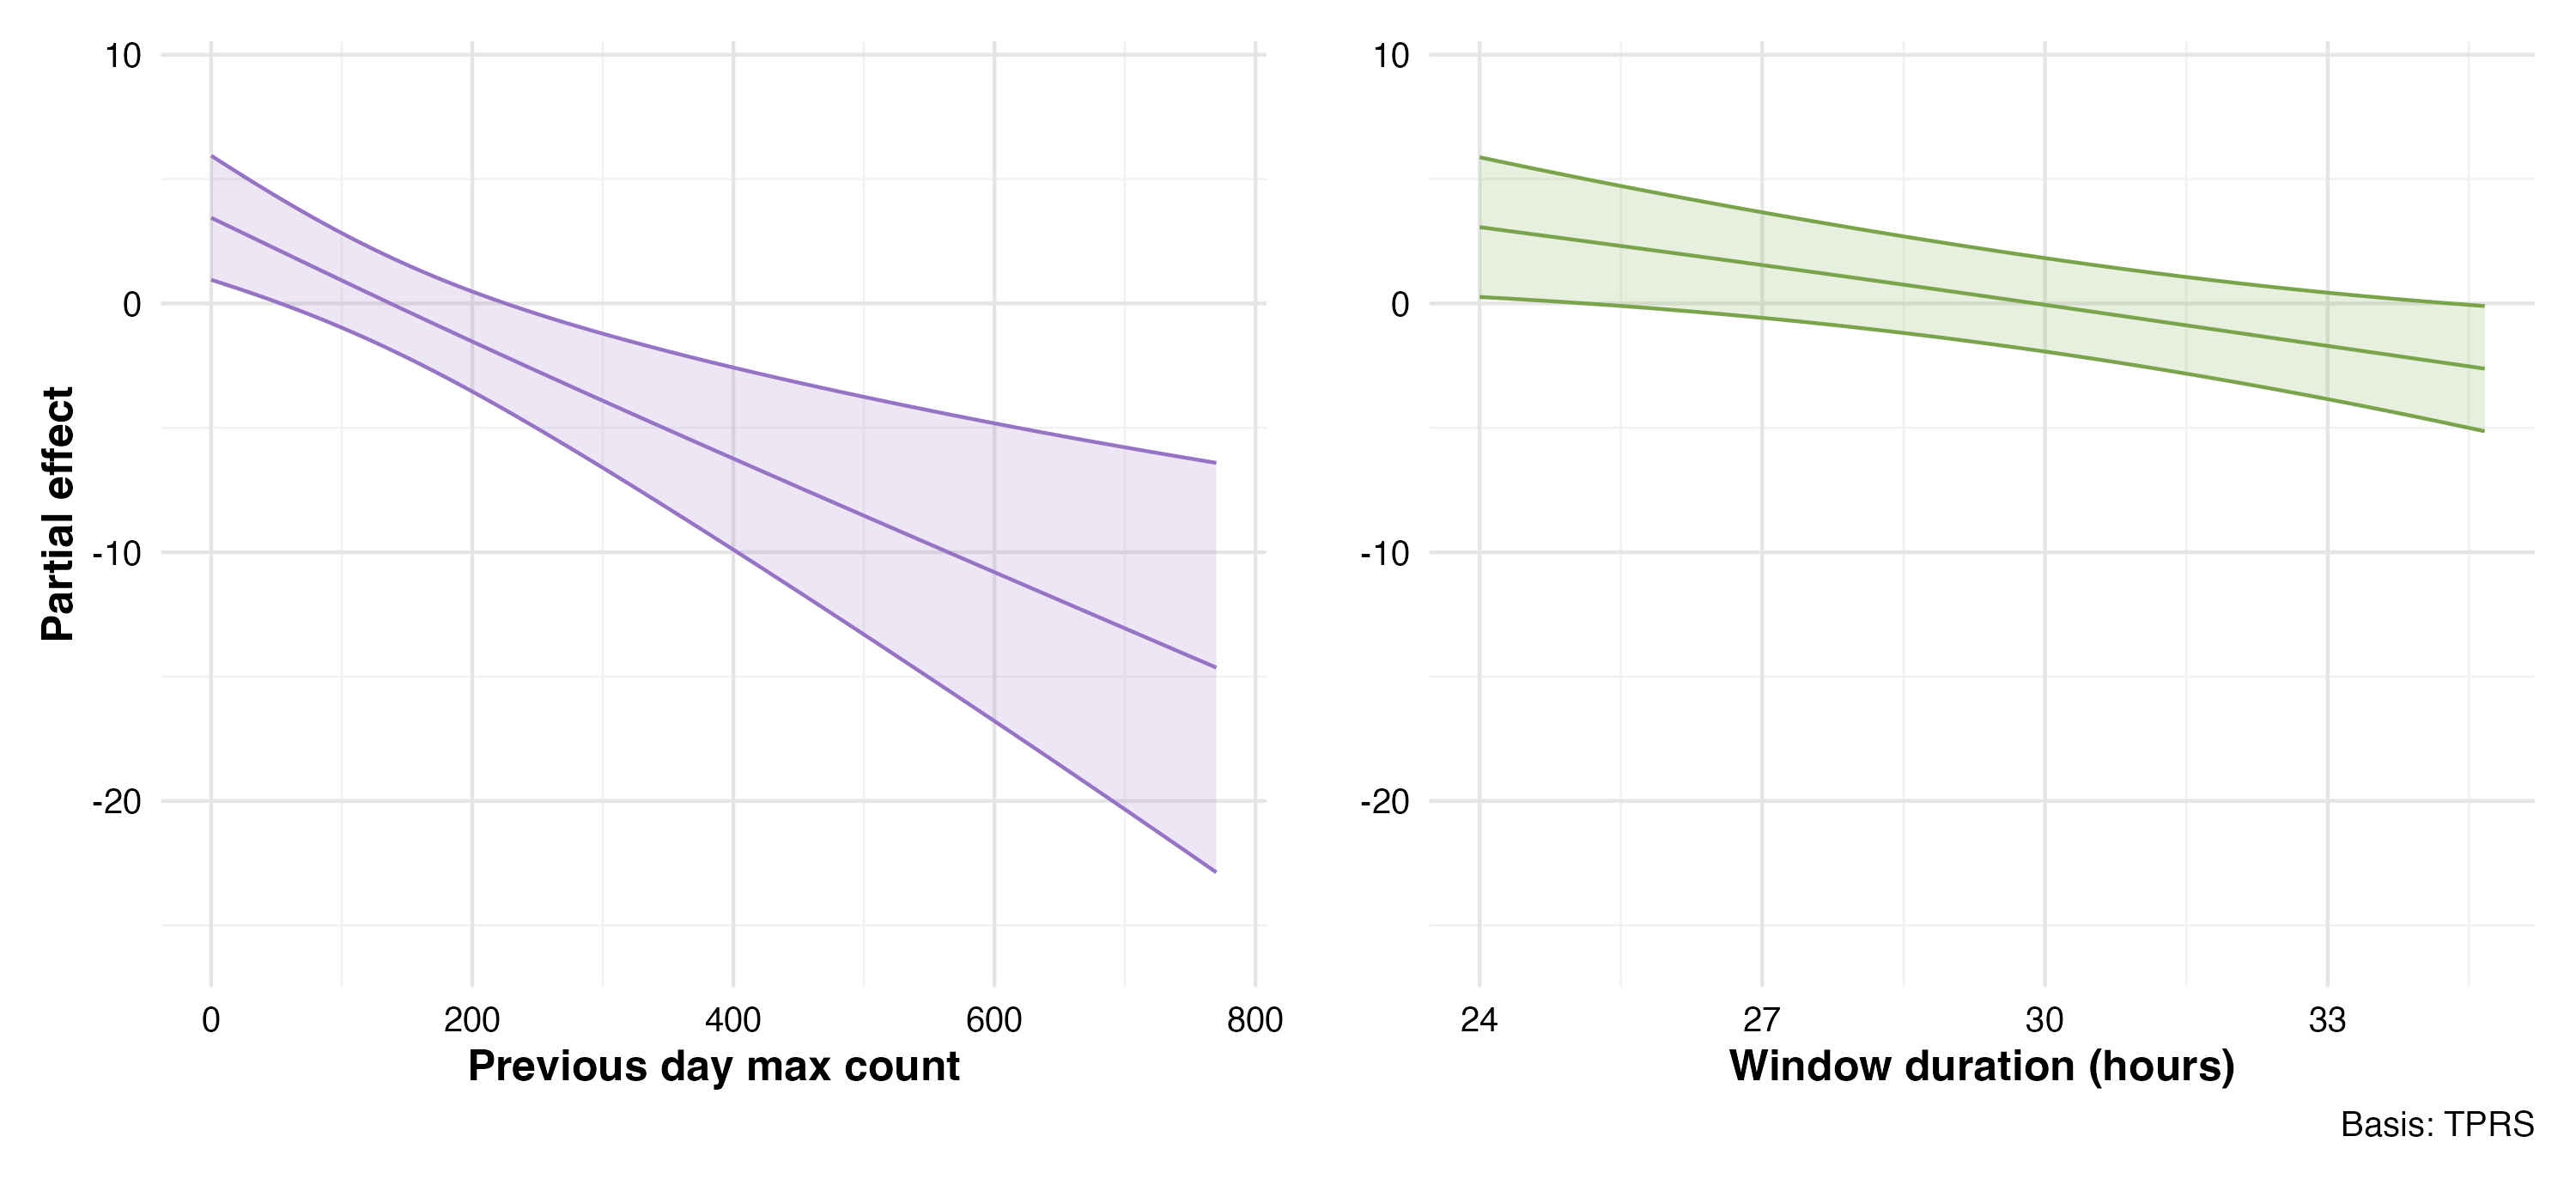 Partial effect
10
0
-10
-20
0 200 400 600 800
Previous day max count
10
0
-10
-20
24 27 30 33
Window duration (hours)
Basis: TPRS